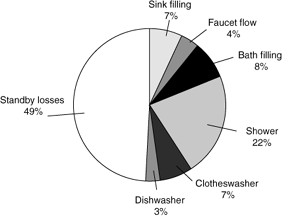 Sink filling
7%
Faucet flow
4%
Bath filling
8%
Standby losses
49%
Shower
22%
Clotheswasher
7%
Dishwasher
3%